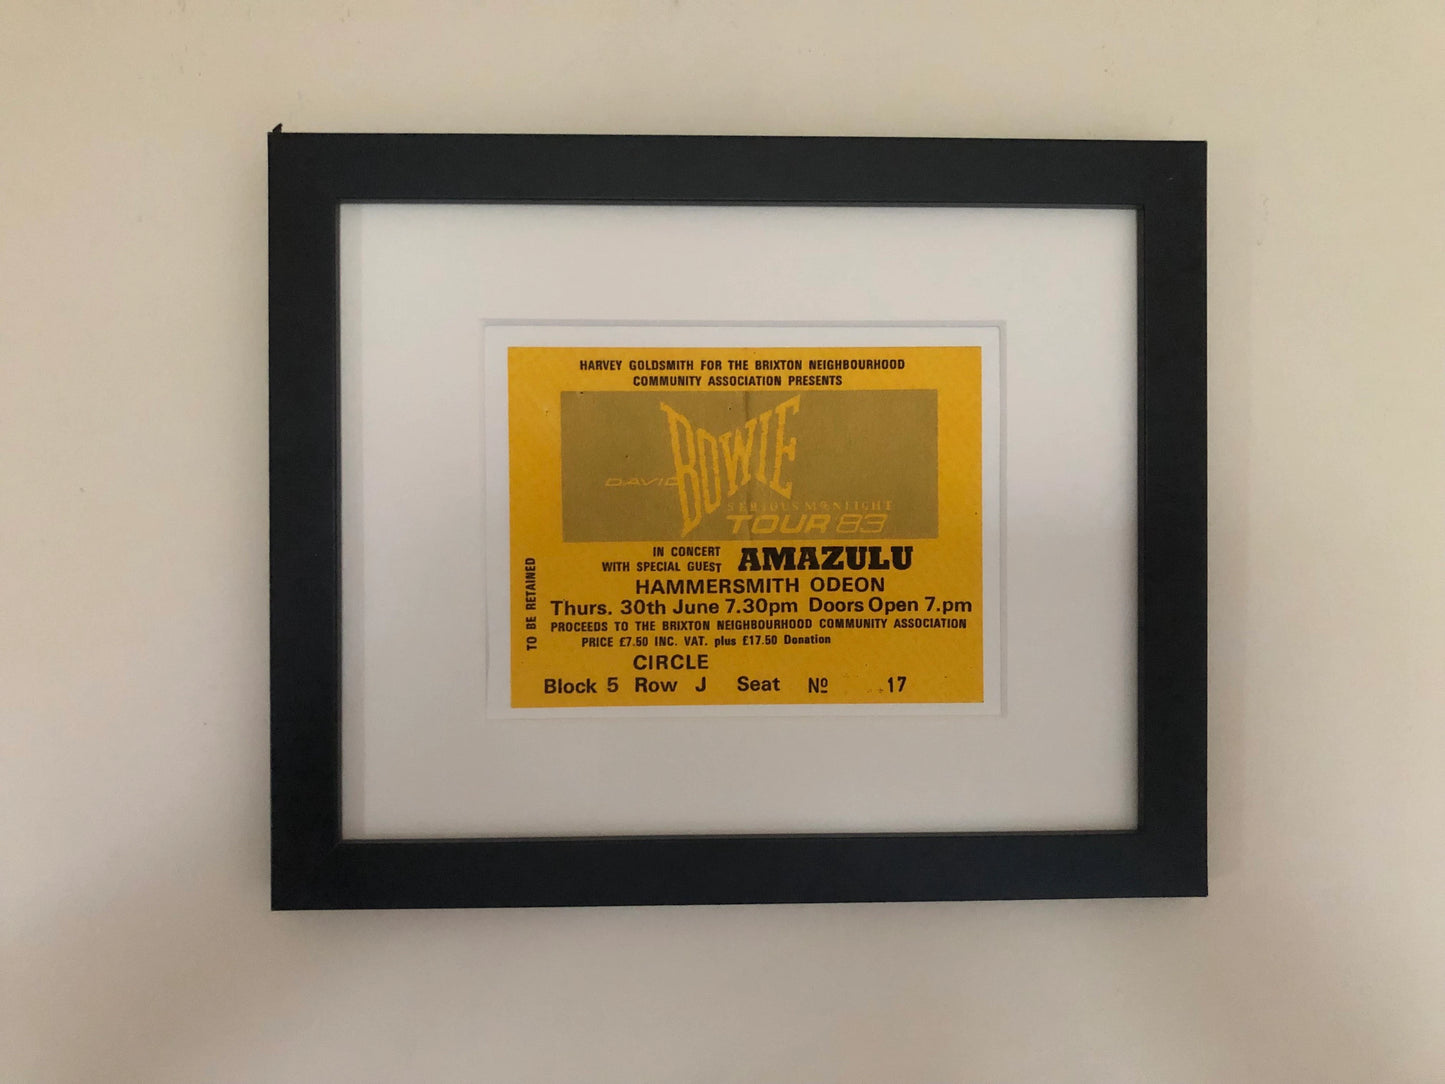 HARVEY GOLDSMITH FOR THE BRIXTON NEIGHBOURHOOD
COMMUNITY ASSOCIATION PRESENTS
DAVID BOWIE
SERIOUS MOONLIGHT
TOUR 83
IN CONCERT
WITH SPECIAL GUEST AMAZULU
HAMMERSMITH ODEON
Thurs. 30th June 7.30pm Doors Open 7.pm
PROCEEDS TO THE BRIXTON NEIGHBOURHOOD COMMUNITY ASSOCIATION
PRICE £7.50 INC. VAT. plus £17.50 Donation
CIRCLE
Block 5 Row J Seat Nº 17
TO BE RETAINED